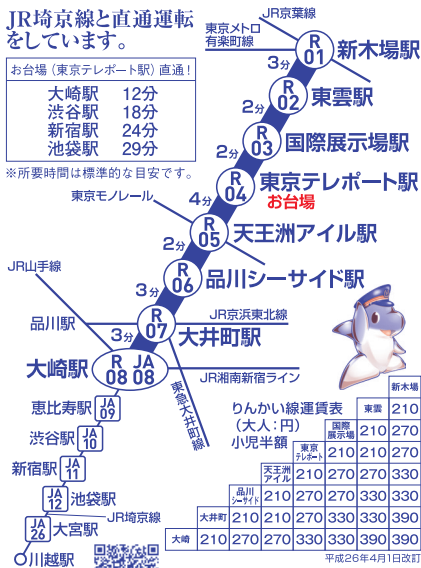 JR埼京線と直通運転
をしています。
お台場（東京テレポート駅）直通！
大崎駅 12分
渋谷駅 18分
新宿駅 24分
池袋駅 29分
※所要時間は標準的な目安です。
JR京葉線
東京メトロ
有楽町線
R
01
新木場駅
3分
R
02
東雲駅
2分
R
03
国際展示場駅
2分
R
04
東京テレポート駅
お台場
4分
東京モノレール
R
05
天王洲アイル駅
2分
R
06
品川シーサイド駅
3分
JR山手線
品川駅
R
07
大井町駅
JR京浜東北線
3分
大崎駅
R
08
JA
08
JR湘南新宿ライン
東急大井町線
恵比寿駅
JA
09
渋谷駅
JA
10
新宿駅
JA
11
JA
12
池袋駅
JR埼京線
JA
26
大宮駅
川越駅
りんかい線運賃表
（大人：円）
小児半額
新木場
東雲 210
国際
展示場 210 270
東京
テレポート 210 210 270
天王洲
アイル 210 270 270 330
品川
シーサイド 210 270 270 330 330
大井町 210 210 270 330 330 390
大崎 210 270 270 330 330 390 390
平成26年4月1日改訂